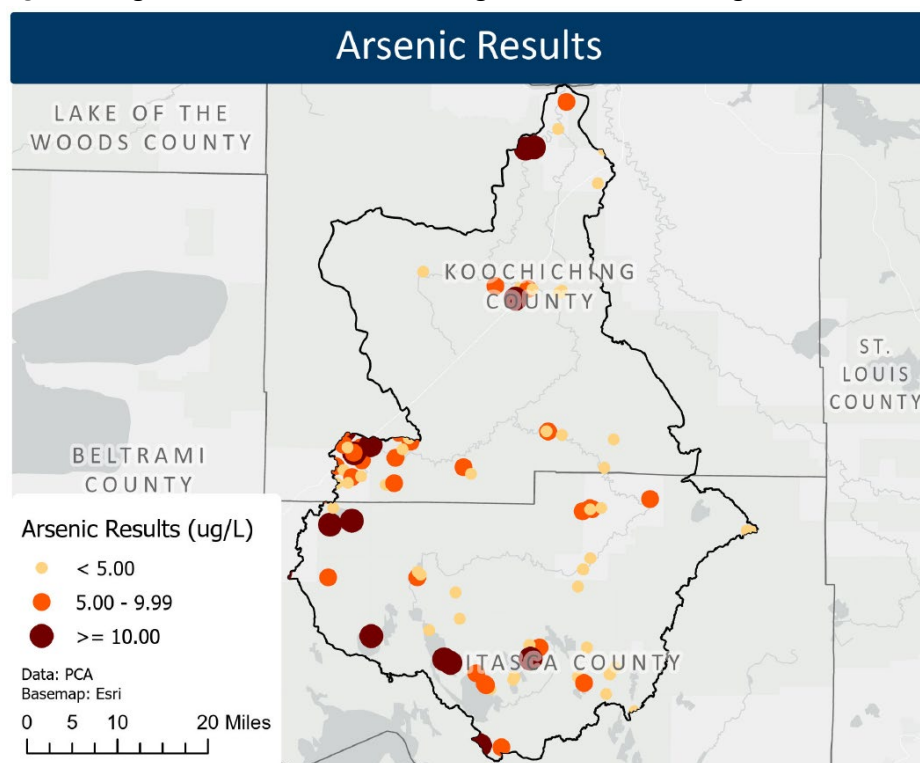 Arsenic Results
LAKE OF THE
WOODS COUNTY
KOOCHICHING
COUNTY
ST.
LOUIS
COUNTY
BELTRAMI
COUNTY
ITASCA COUNTY
Arsenic Results (ug/L)
< 5.00
5.00 - 9.99
>= 10.00
Data: PCA
Basemap: Esri
0 5 10 20 Miles